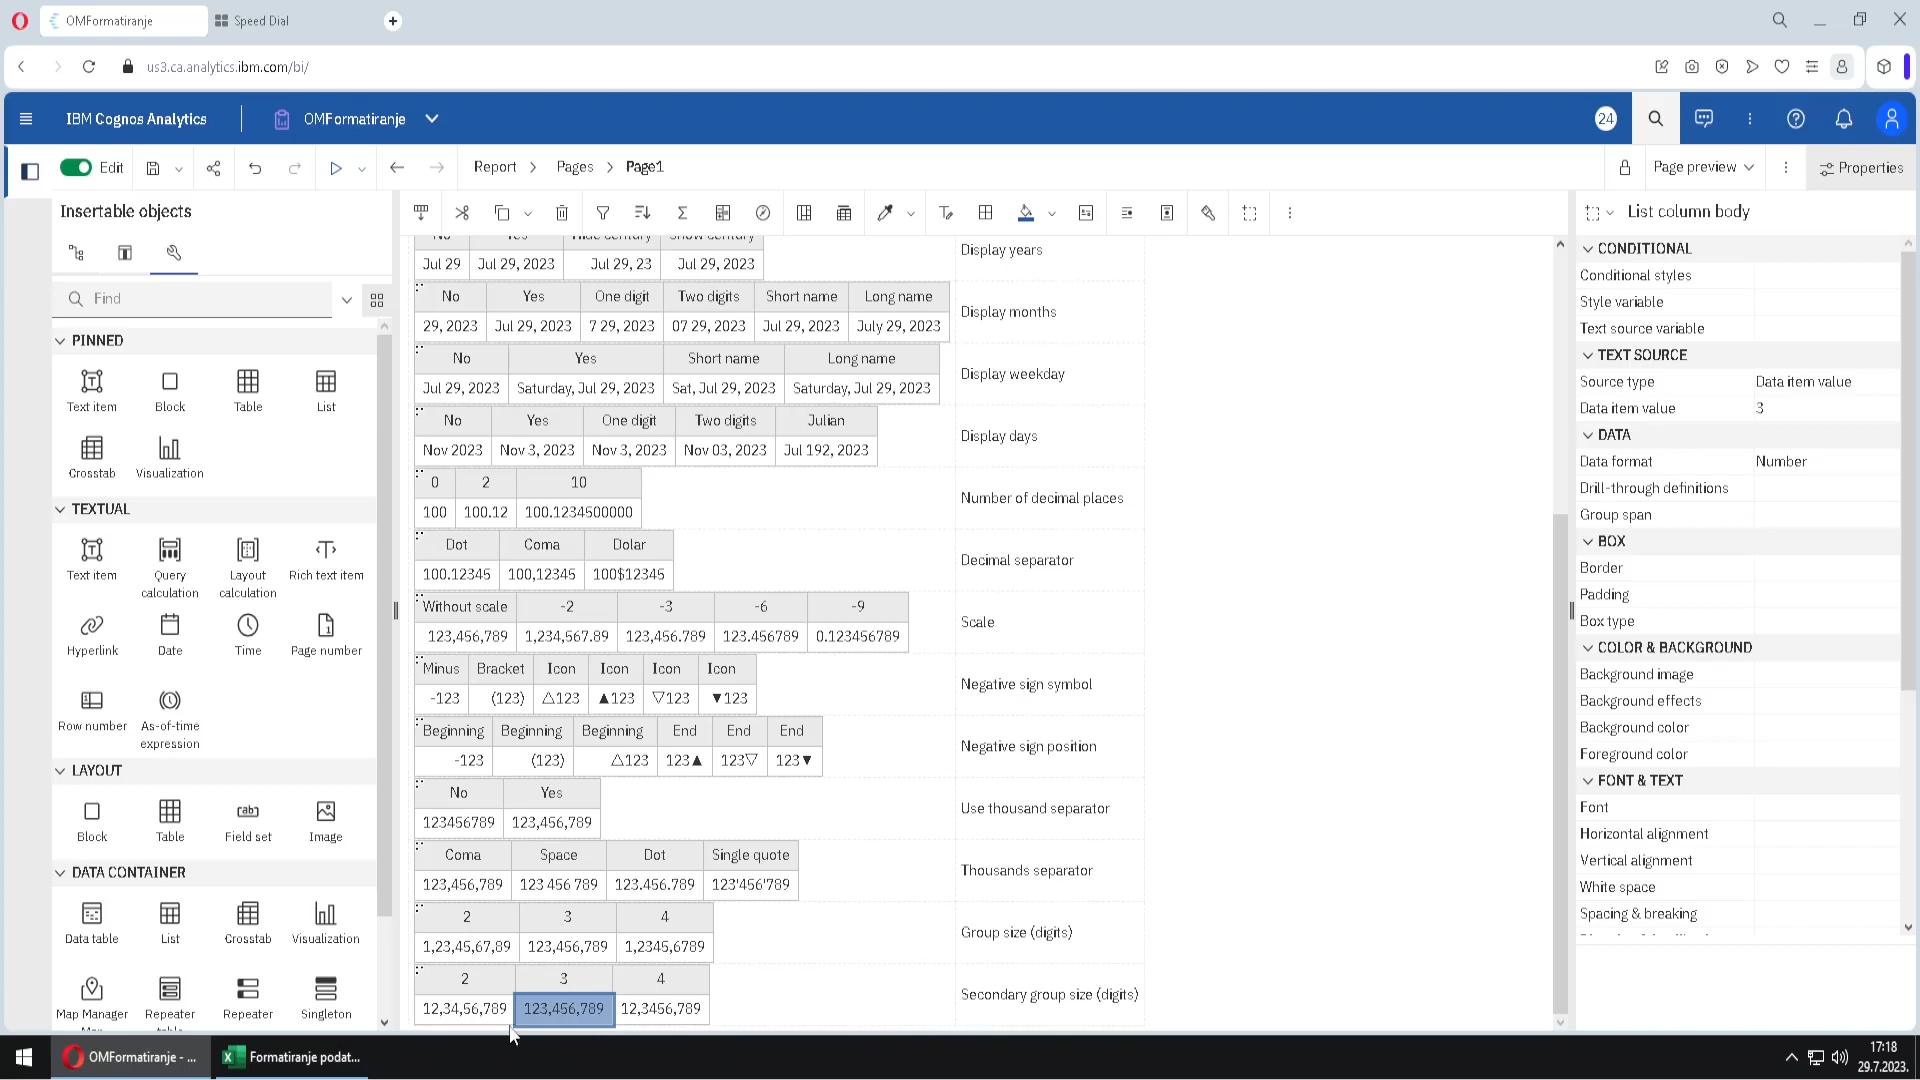 OMFormatiranje
Speed Dial
us3.ca.analytics.ibm.com/bi/
IBM Cognos Analytics
OMFormatiranje
24
Edit
Report
Pages
Page1
Page preview
Properties
Insertable objects
Find
PINNED
Text item
Block
Table
List
Crosstab
Visualization
TEXTUAL
Text item
Query calculation
Layout calculation
Rich text item
Hyperlink
Date
Time
Page number
Row number
As-of-time expression
LAYOUT
Block
Table
Field set
Image
DATA CONTAINER
Data table
List
Crosstab
Visualization
Map Manager
Repeater
Repeater
Singleton
No Yes Hide century Show century
Jul 29 Jul 29, 2023 Jul 29, 23 Jul 29, 2023
Display years
No Yes One digit Two digits Short name Long name
29, 2023 Jul 29, 2023 7 29, 2023 07 29, 2023 Jul 29, 2023 July 29, 2023
Display months
No Yes Short name Long name
Jul 29, 2023 Saturday, Jul 29, 2023 Sat, Jul 29, 2023 Saturday, Jul 29, 2023
Display weekday
No Yes One digit Two digits Julian
Nov 2023 Nov 3, 2023 Nov 3, 2023 Nov 03, 2023 Jul 192, 2023
Display days
0 2 10
100 100.12 100.1234500000
Number of decimal places
Dot Coma Dolar
100.12345 100,12345 100$12345
Decimal separator
Without scale -2 -3 -6 -9
123,456,789 1,234,567.89 123,456.789 123.456789 0.123456789
Scale
Minus Bracket Icon Icon Icon Icon
-123 (123) △123 ▲123 ▽123 ▼123
Negative sign symbol
Beginning Beginning Beginning End End End
-123 (123) △123 123▲ 123▽ 123▼
Negative sign position
No Yes
123456789 123,456,789
Use thousand separator
Coma Space Dot Single quote
123,456,789 123 456 789 123.456.789 123'456'789
Thousands separator
2 3 4
1,23,45,67,89 123,456,789 1,2345,6789
Group size (digits)
2 3 4
12,34,56,789 123,456,789 12,3456,789
Secondary group size (digits)
List column body
CONDITIONAL
Conditional styles
Style variable
Text source variable
TEXT SOURCE
Source type Data item value
Data item value 3
DATA
Data format Number
Drill-through definitions
Group span
BOX
Border
Padding
Box type
COLOR & BACKGROUND
Background image
Background effects
Background color
Foreground color
FONT & TEXT
Font
Horizontal alignment
Vertical alignment
White space
Spacing & breaking
OMFormatiranje - ...
Formatiranje podat...
17:18
29.7.2023.